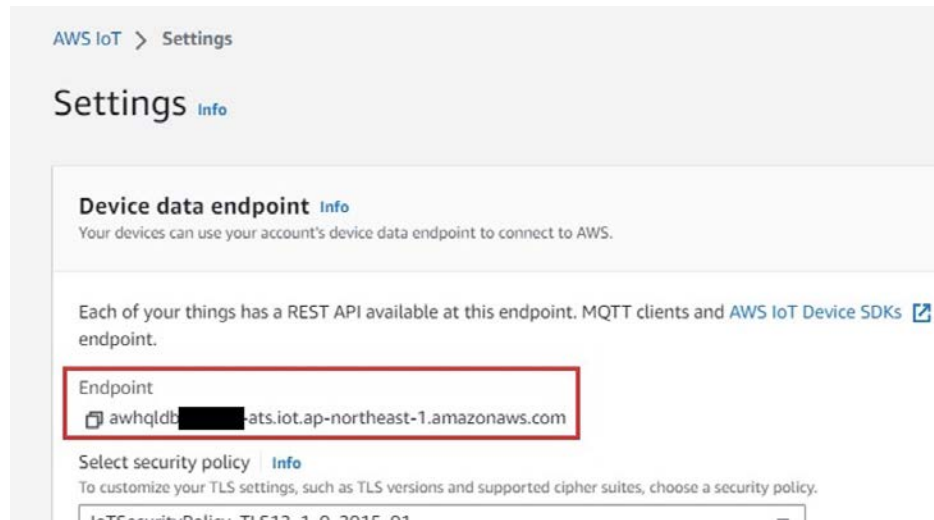 AWS IoT > Settings
Settings Info
Device data endpoint Info
Your devices can use your account's device data endpoint to connect to AWS.
Each of your things has a REST API available at this endpoint. MQTT clients and AWS IoT Device SDKs
endpoint.
Endpoint
awhqldb -ats.iot.ap-northeast-1.amazonaws.com
Select security policy Info
To customize your TLS settings, such as TLS versions and supported cipher suites, choose a security policy.
IoTSecurityPolicy_TLS12_1_0_2015_01